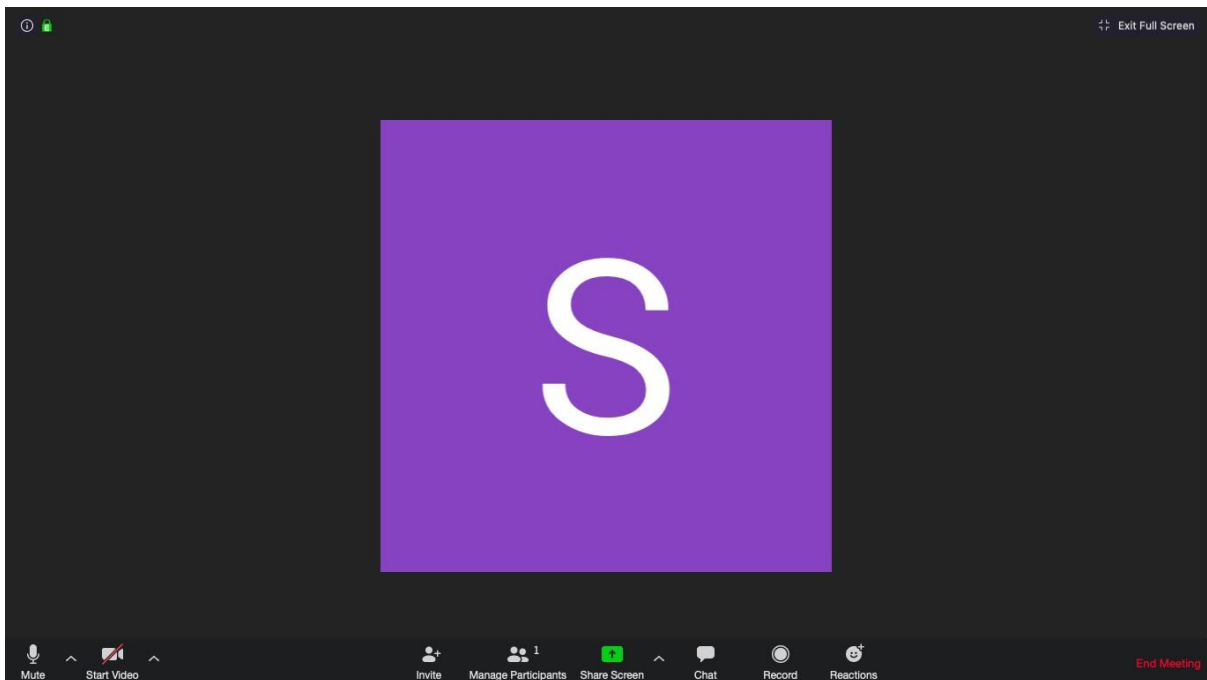 Exit Full Screen
S
1
Mute
Start Video
Invite
Manage Participants
Share Screen
Chat
Record
Reactions
End Meeting